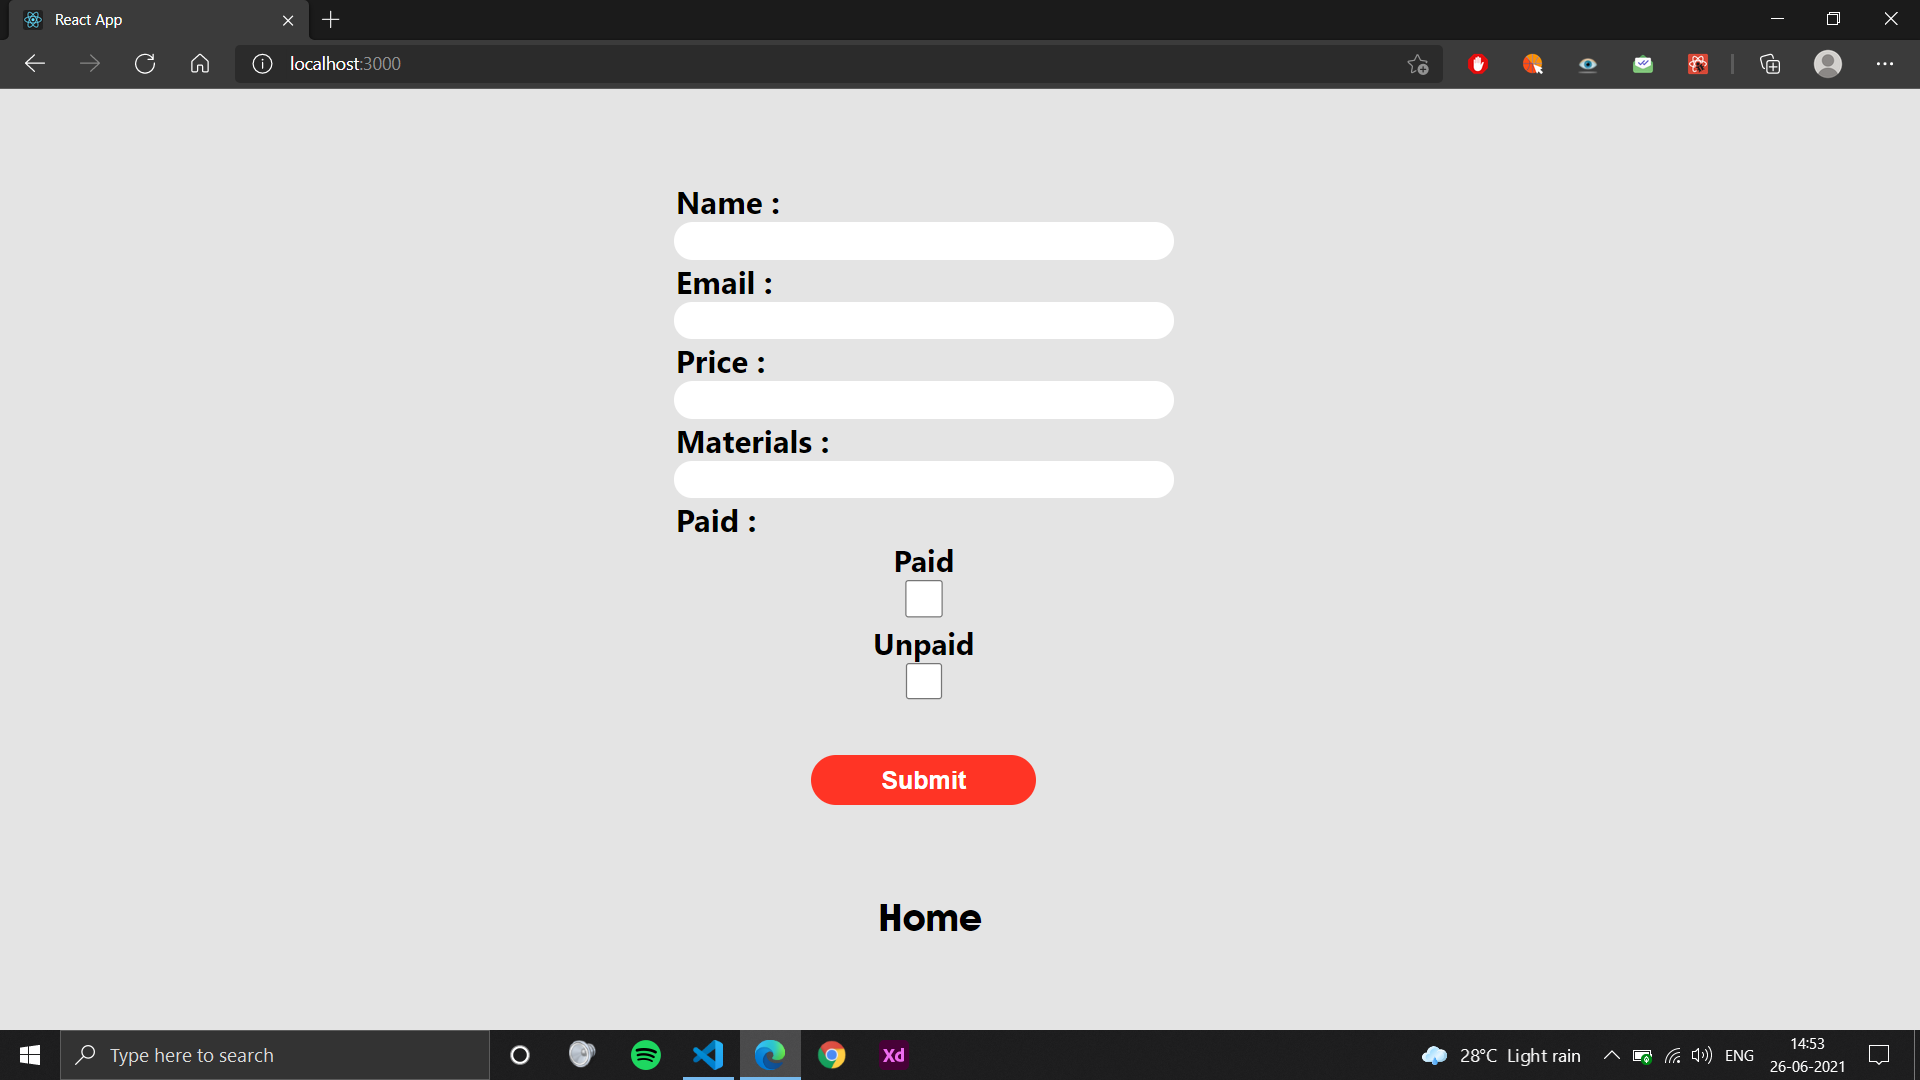 React App
localhost:3000
Name :
Email :
Price :
Materials :
Paid :
Paid
Unpaid
Submit
Home
Type here to search
Xd
28°C Light rain
ENG
14:53
26-06-2021